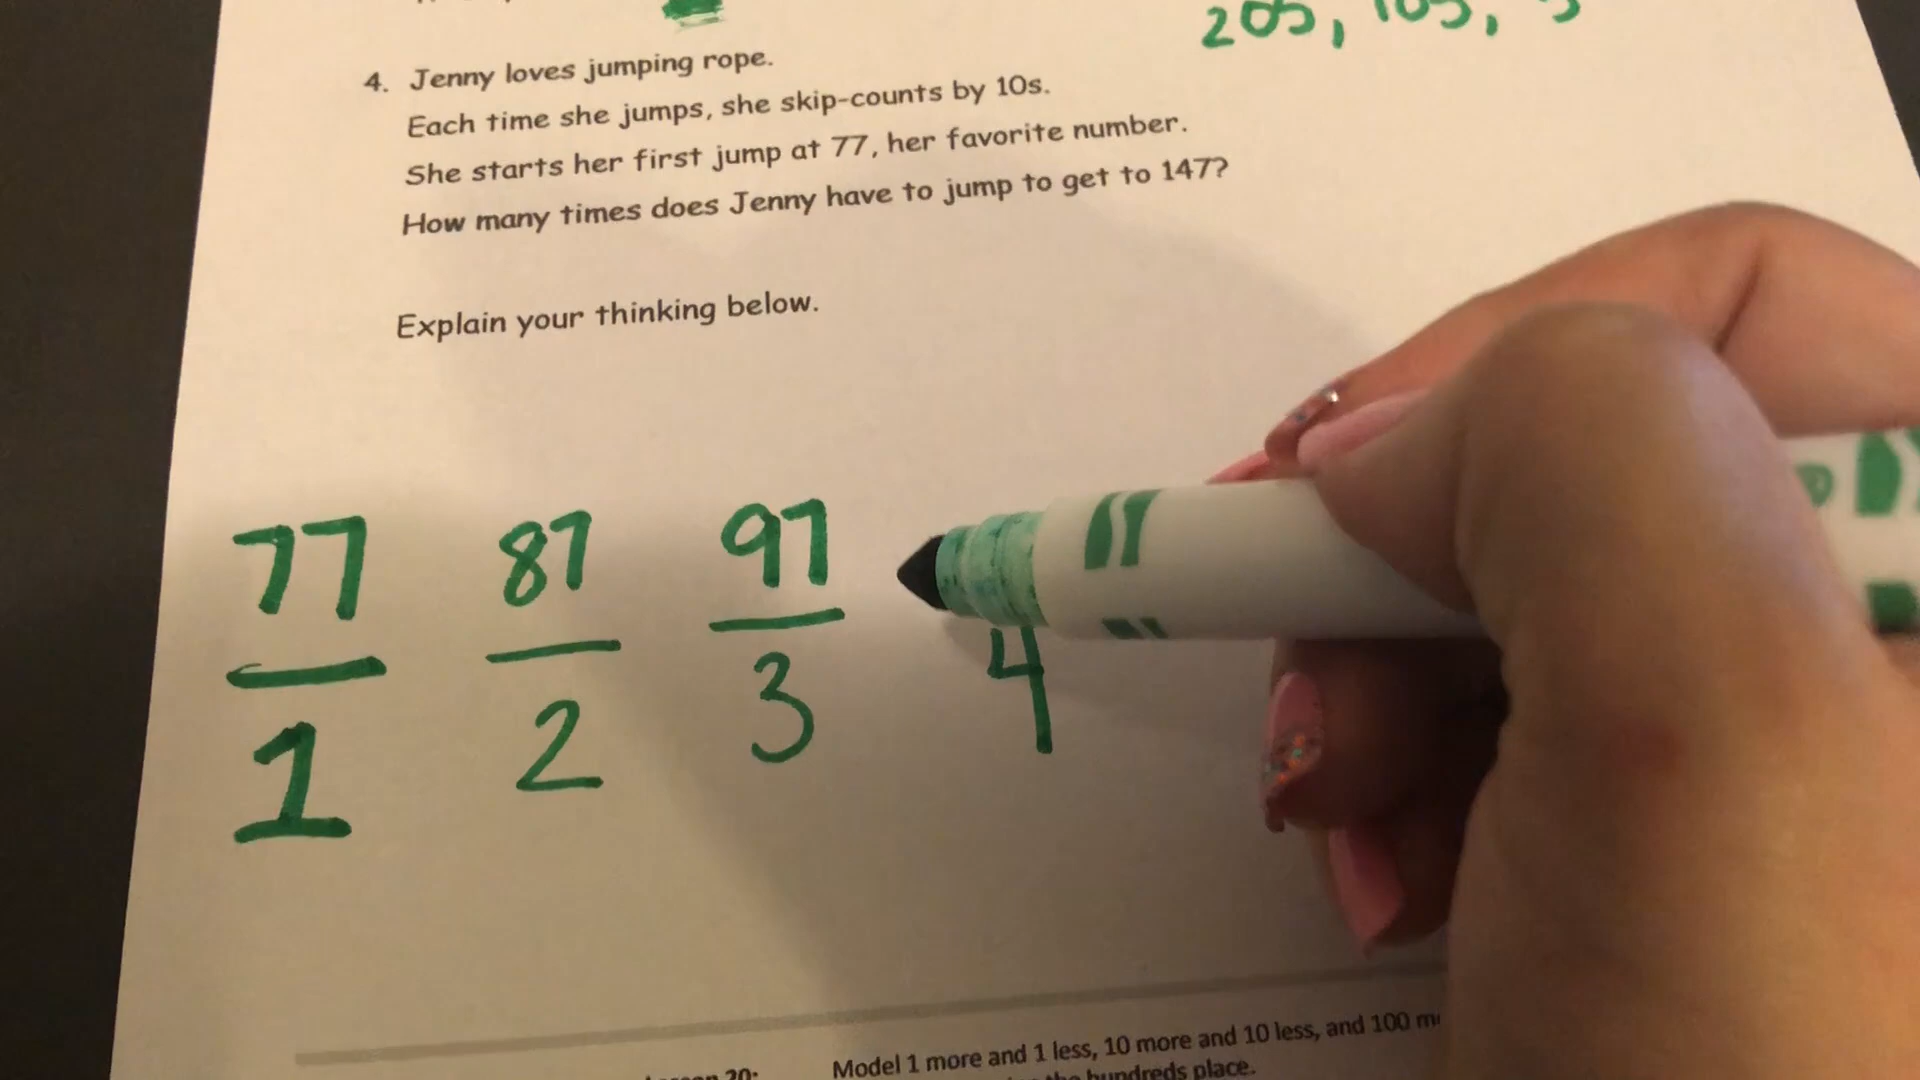 205, 105,
4. Jenny loves jumping rope.
Each time she jumps, she skip-counts by 10s.
She starts her first jump at 77, her favorite number.
How many times does Jenny have to jump to get to 147?
Explain your thinking below.
77 87 97
1 2 3 4
20:
Model 1 more and 1 less, 10 more and 10 less, and 100
hundreds place.